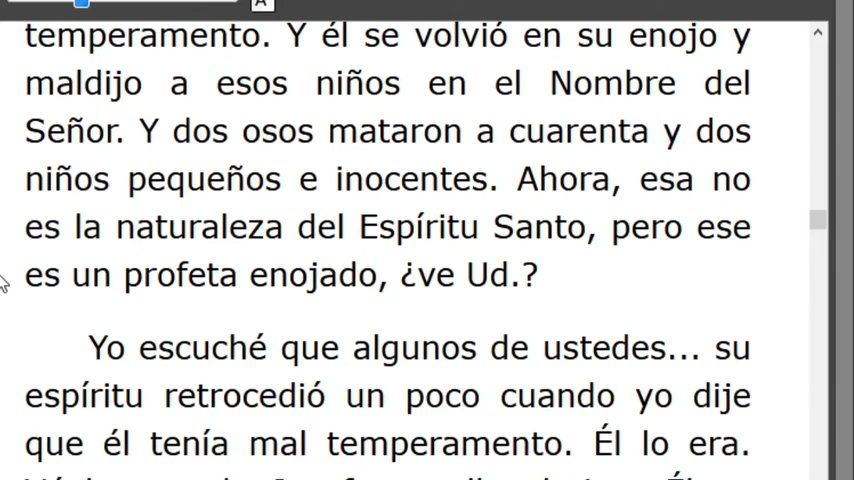 A
temperamento. Y él se volvió en su enojo y
maldijo a esos niños en el Nombre del
Señor. Y dos osos mataron a cuarenta y dos
niños pequeños e inocentes. Ahora, esa no
es la naturaleza del Espíritu Santo, pero ese
es un profeta enojado, ¿ve Ud.?
Yo escuché que algunos de ustedes... su
espíritu retrocedió un poco cuando yo dije
que él tenía mal temperamento. Él lo era.